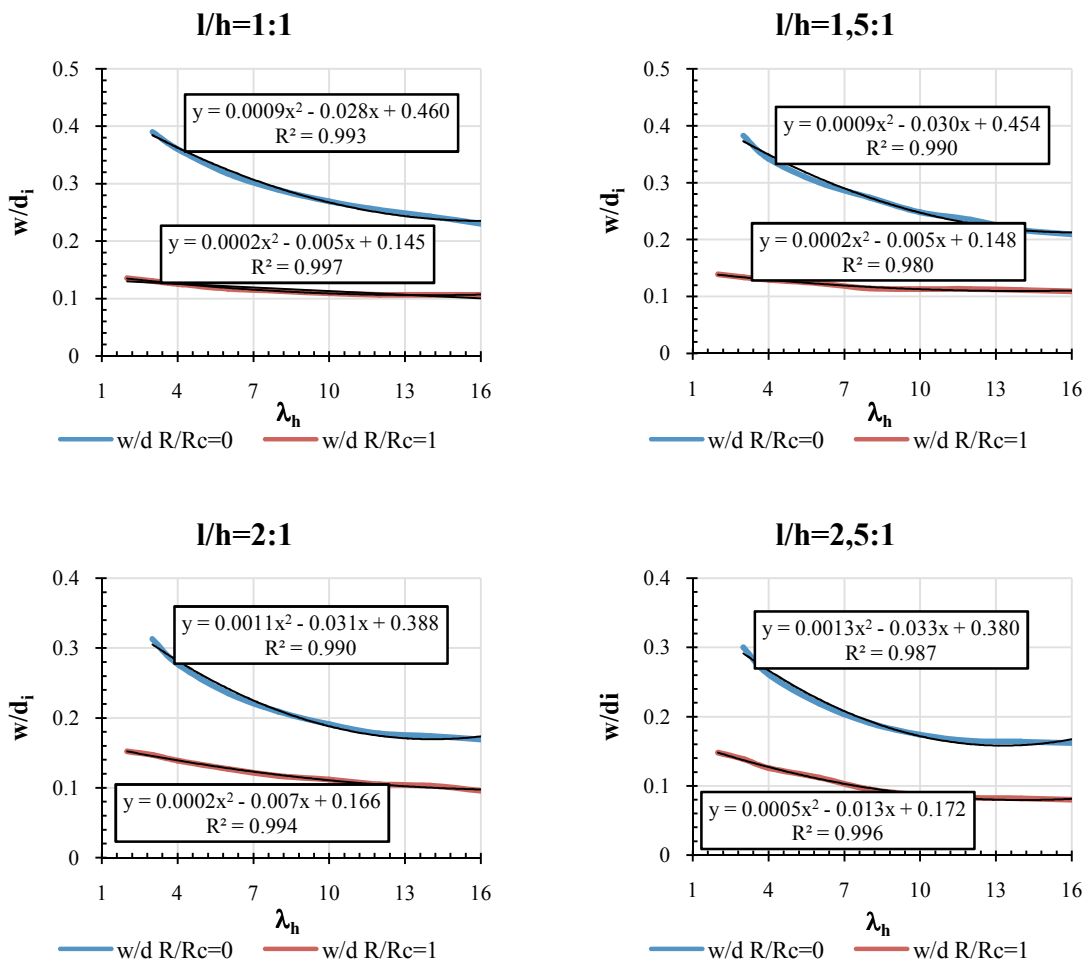 l/h=1:1
0.5
0.4
0.3
0.2
0.1
0
w/dᵢ
y = 0.0009x² - 0.028x + 0.460
R² = 0.993
y = 0.0002x² - 0.005x + 0.145
R² = 0.997
1 4 7 10 13 16
λₕ
w/d R/Rc=0 w/d R/Rc=1
l/h=1,5:1
0.5
0.4
0.3
0.2
0.1
0
w/dᵢ
y = 0.0009x² - 0.030x + 0.454
R² = 0.990
y = 0.0002x² - 0.005x + 0.148
R² = 0.980
1 4 7 10 13 16
λₕ
w/d R/Rc=0 w/d R/Rc=1
l/h=2:1
0.4
0.3
0.2
0.1
0
w/dᵢ
y = 0.0011x² - 0.031x + 0.388
R² = 0.990
y = 0.0002x² - 0.007x + 0.166
R² = 0.994
1 4 7 10 13 16
λₕ
w/d R/Rc=0 w/d R/Rc=1
l/h=2,5:1
0.4
0.3
0.2
0.1
0
w/di
y = 0.0013x² - 0.033x + 0.380
R² = 0.987
y = 0.0005x² - 0.013x + 0.172
R² = 0.996
1 4 7 10 13 16
λₕ
w/d R/Rc=0 w/d R/Rc=1